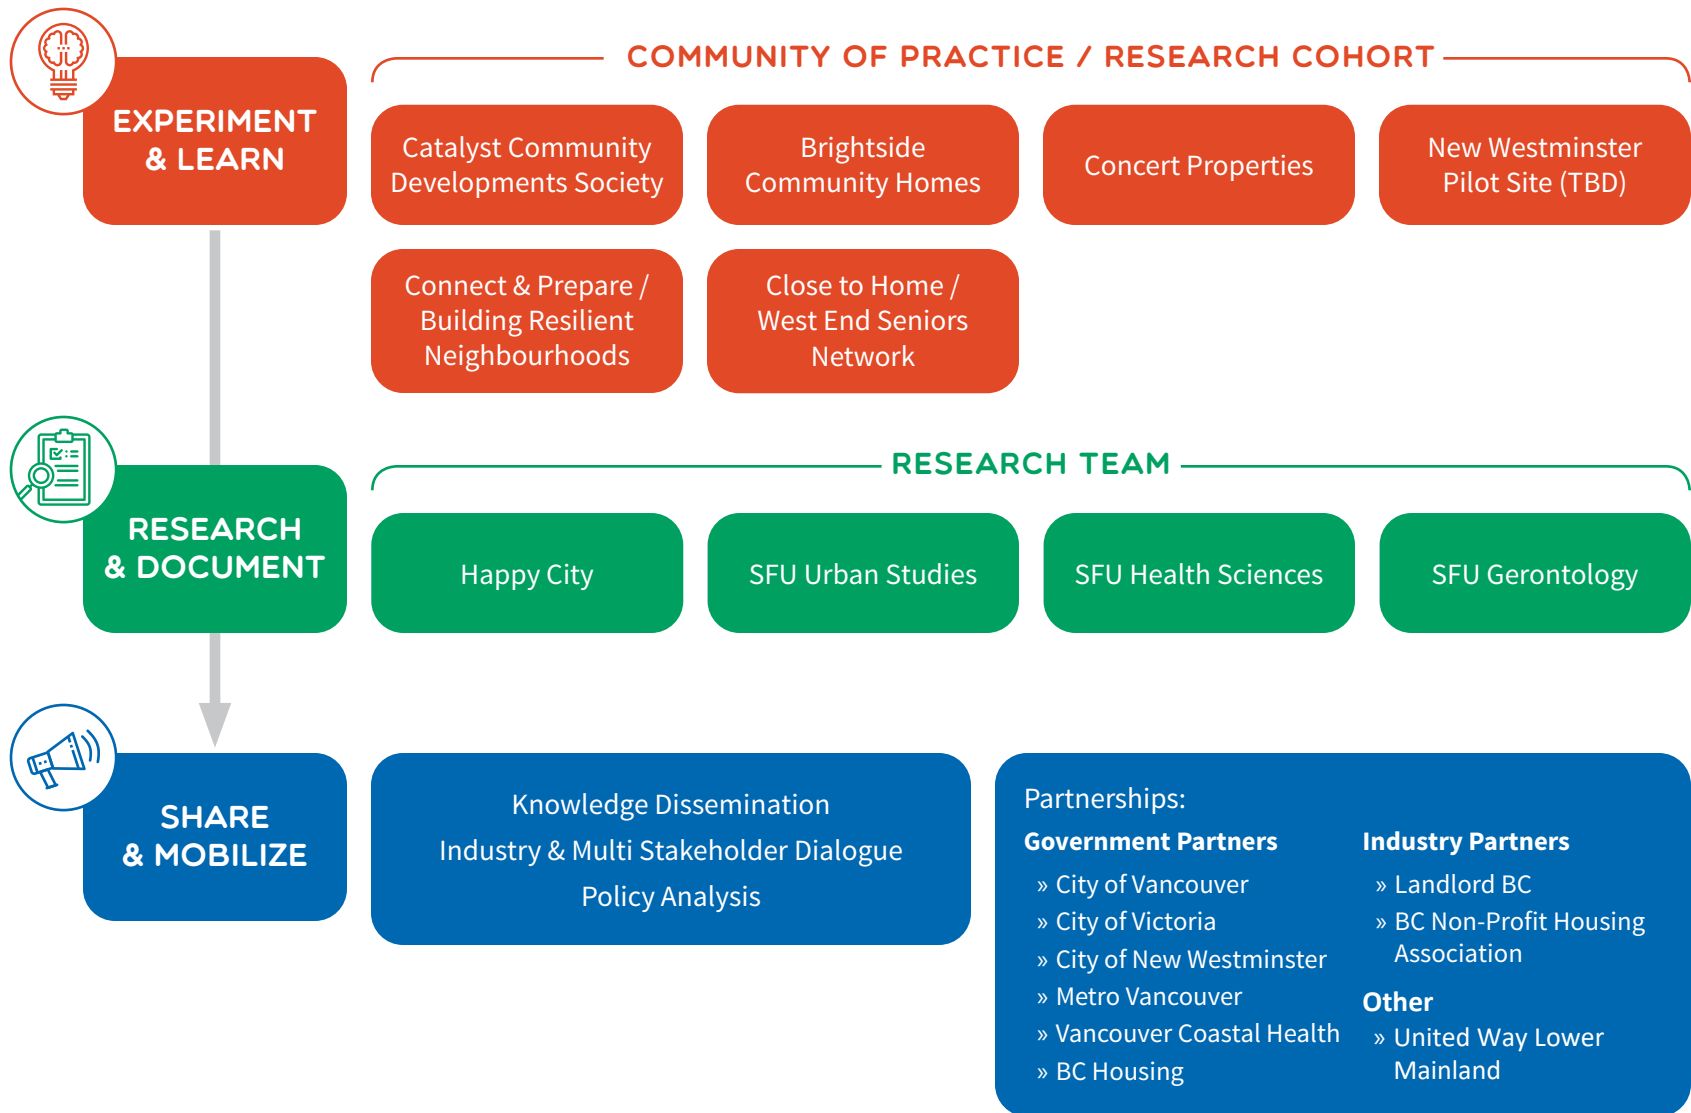 COMMUNITY OF PRACTICE / RESEARCH COHORT
EXPERIMENT
& LEARN
Catalyst Community
Developments Society
Brightside
Community Homes
Concert Properties
New Westminster
Pilot Site (TBD)
Connect & Prepare /
Building Resilient
Neighbourhoods
Close to Home /
West End Seniors
Network
RESEARCH TEAM
RESEARCH
& DOCUMENT
Happy City
SFU Urban Studies
SFU Health Sciences
SFU Gerontology
SHARE
& MOBILIZE
Knowledge Dissemination
Industry & Multi Stakeholder Dialogue
Policy Analysis
Partnerships:
Government Partners
» City of Vancouver
» City of Victoria
» City of New Westminster
» Metro Vancouver
» Vancouver Coastal Health
» BC Housing
Industry Partners
» Landlord BC
» BC Non-Profit Housing
Association
Other
» United Way Lower
Mainland